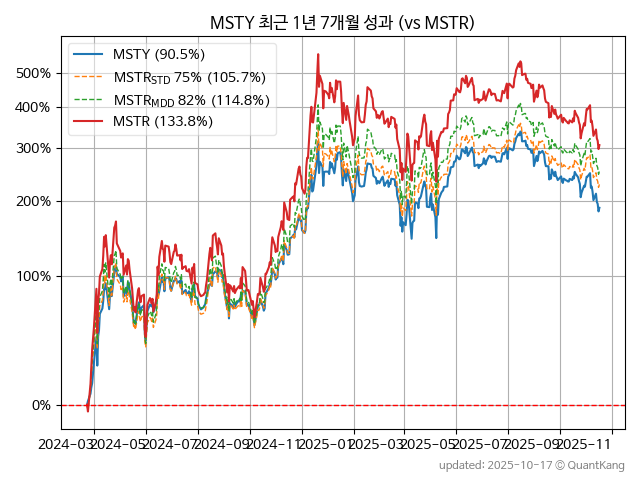 MSTY 최근 1년 7개월 성과 (vs MSTR)
MSTY (90.5%)
MSTR_STD 75% (105.7%)
MSTR_MDD 82% (114.8%)
MSTR (133.8%)
500%
400%
300%
200%
100%
0%
2024-03 2024-05 2024-07 2024-09 2024-11 2025-01 2025-03 2025-05 2025-07 2025-09 2025-11
updated: 2025-10-17 © QuantKang